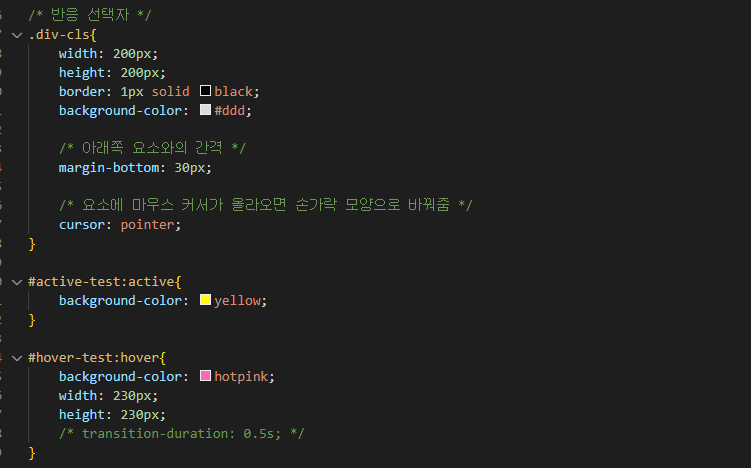 /* 반응 선택자 */
.div-cls{
width: 200px;
height: 200px;
border: 1px solid black;
background-color: #ddd;
/* 아래쪽 요소와의 간격 */
margin-bottom: 30px;
/* 요소에 마우스 커서가 올라오면 손가락 모양으로 바꿔줌 */
cursor: pointer;
}
#active-test:active{
background-color: yellow;
}
#hover-test:hover{
background-color: hotpink;
width: 230px;
height: 230px;
/* transition-duration: 0.5s; */
}